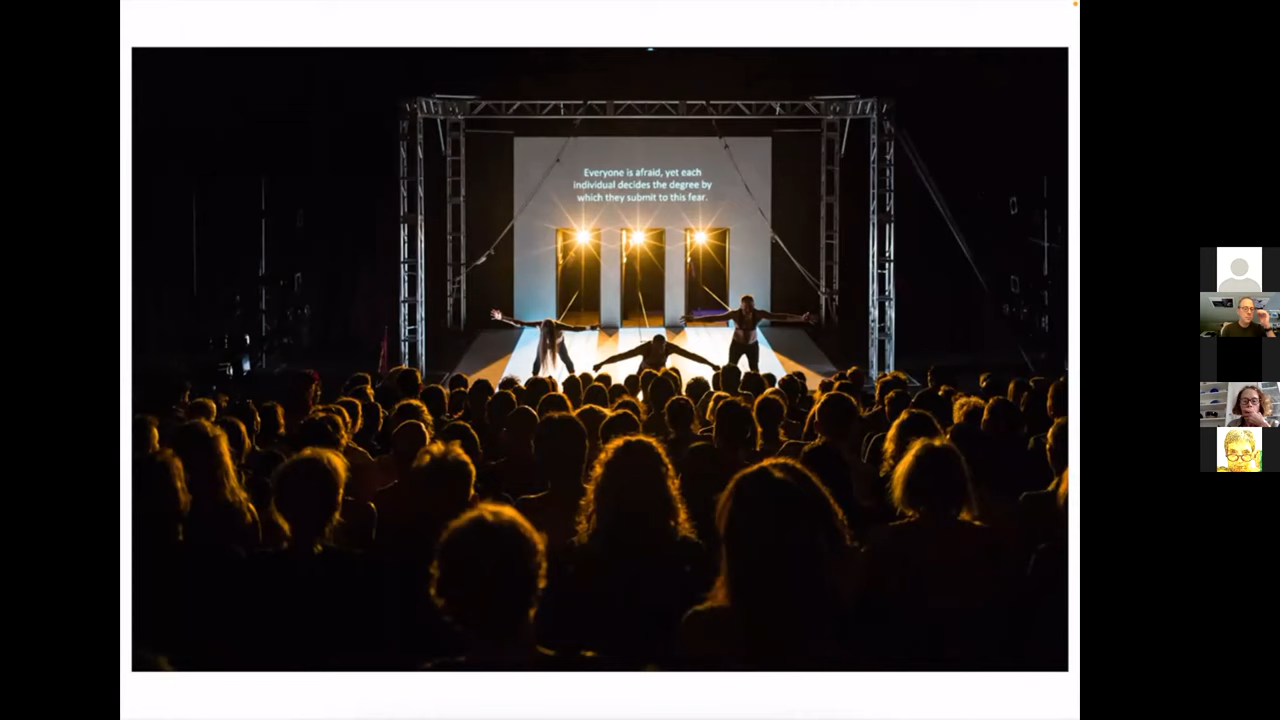 Everyone is afraid, yet each
individual decides the degree by
which they submit to this fear.